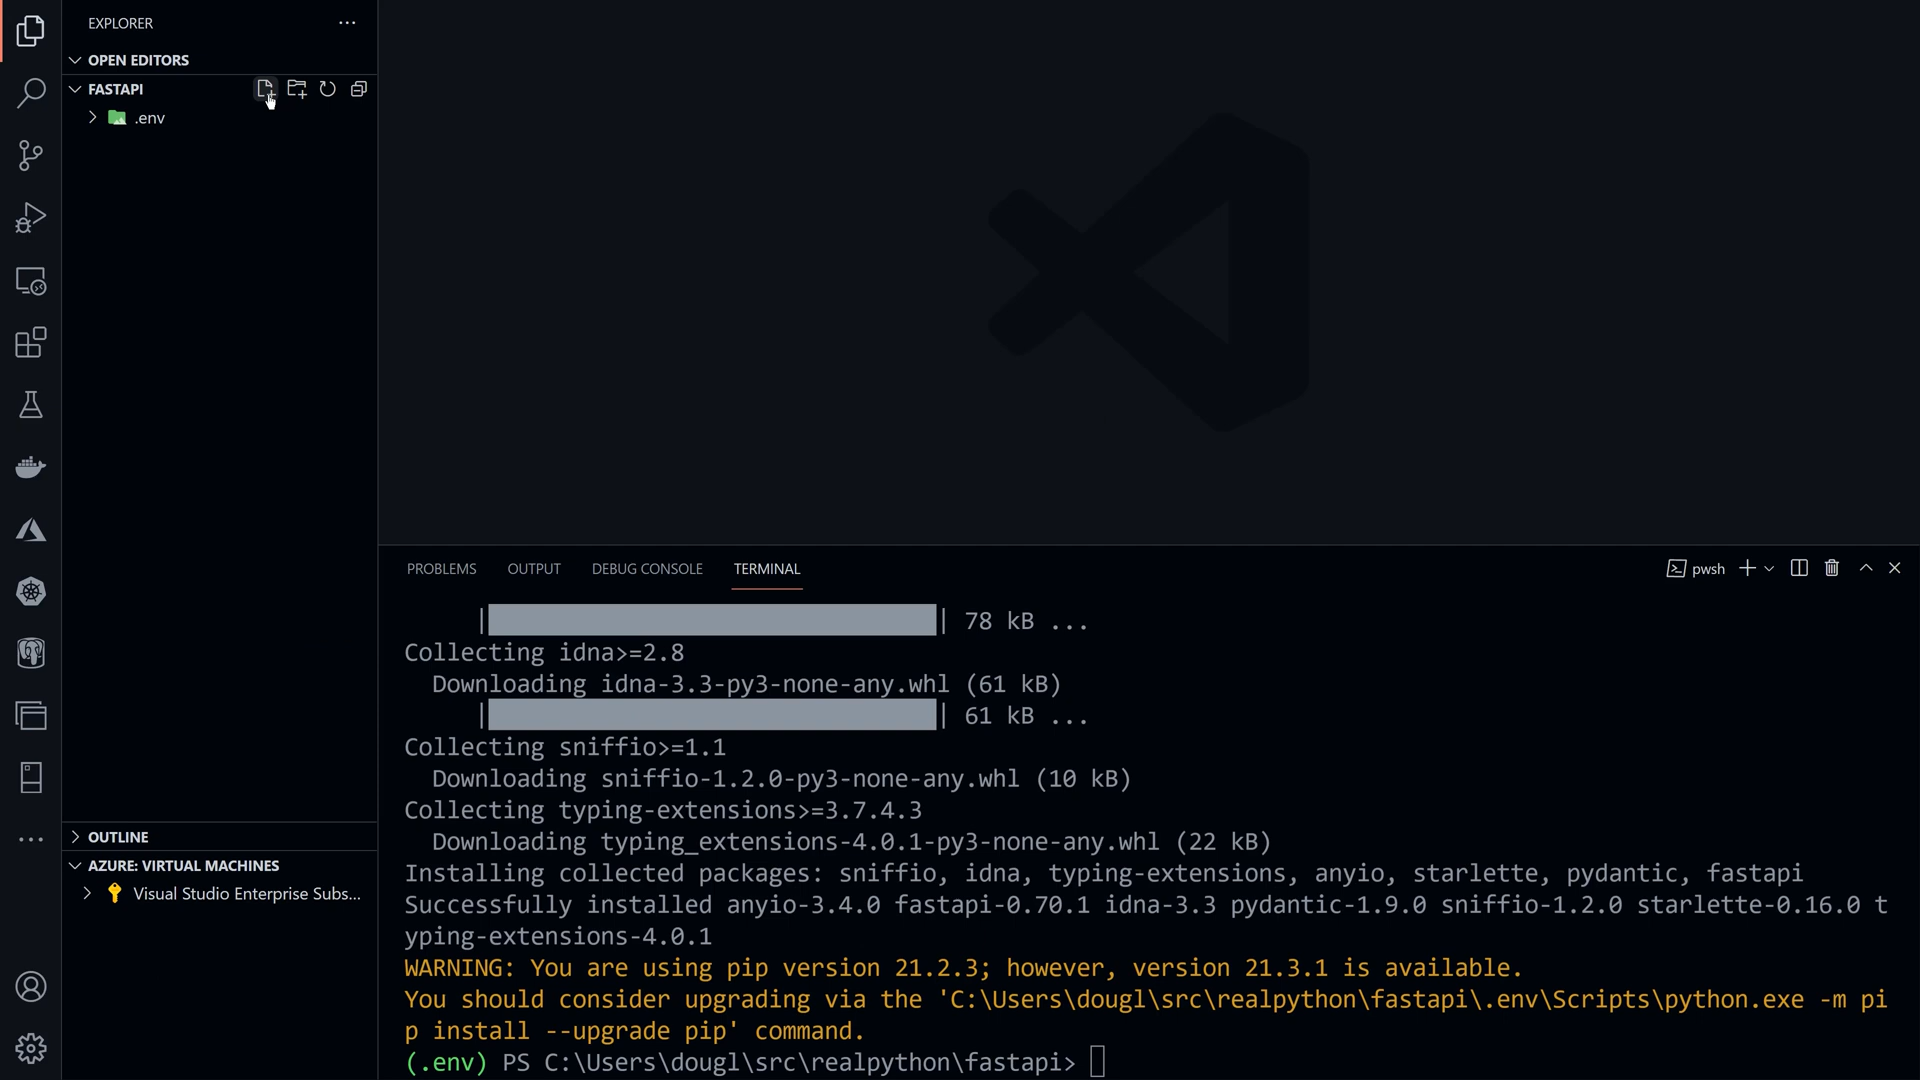 EXPLORER
OPEN EDITORS
FASTAPI
.env
OUTLINE
AZURE: VIRTUAL MACHINES
Visual Studio Enterprise Subs...
PROBLEMS OUTPUT DEBUG CONSOLE TERMINAL
pwsh
| | 78 kB ...
Collecting idna>=2.8
Downloading idna-3.3-py3-none-any.whl (61 kB)
| | 61 kB ...
Collecting sniffio>=1.1
Downloading sniffio-1.2.0-py3-none-any.whl (10 kB)
Collecting typing-extensions>=3.7.4.3
Downloading typing_extensions-4.0.1-py3-none-any.whl (22 kB)
Installing collected packages: sniffio, idna, typing-extensions, anyio, starlette, pydantic, fastapi
Successfully installed anyio-3.4.0 fastapi-0.70.1 idna-3.3 pydantic-1.9.0 sniffio-1.2.0 starlette-0.16.0 t
yping-extensions-4.0.1
WARNING: You are using pip version 21.2.3; however, version 21.3.1 is available.
You should consider upgrading via the 'C:\Users\dougl\src\realpython\fastapi\.env\Scripts\python.exe -m pi
p install --upgrade pip' command.
(.env) PS C:\Users\dougl\src\realpython\fastapi>